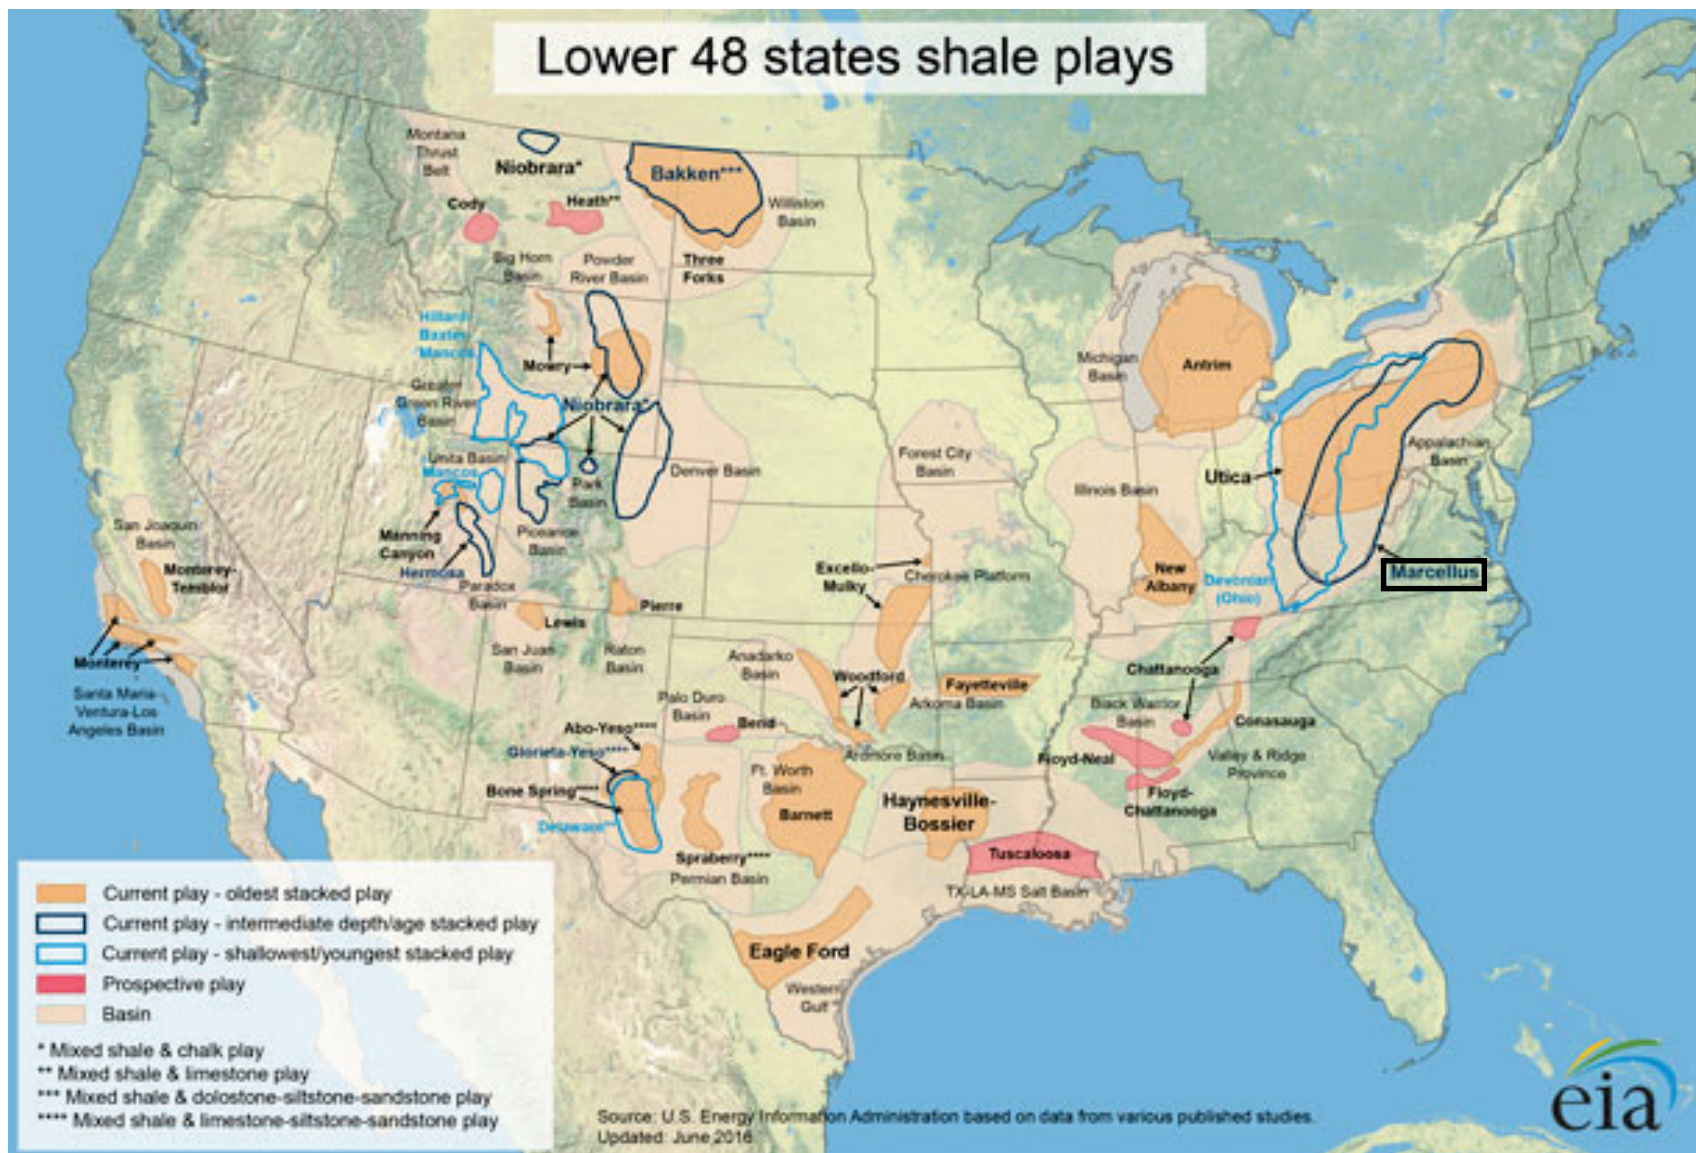 Lower 48 states shale plays
Montana
Thrust
Belt
Niobrara*
Bakken***
Cody
Heath**
Williston
Basin
Big Horn
Basin
Powder
River Basin
Three
Forks
Hilliard-
Baxter-
Mancos
Mowry
Greater
Green River
Basin
Niobrara*
Michigan
Basin
Antrim
Uinta Basin
Mancos
Park
Basin
Denver Basin
Forest City
Basin
Illinois Basin
Utica
Appalachian
Basin
San Joaquin
Basin
Manning
Canyon
Piceance
Basin
Hermosa
Paradox
Basin
Monterey-
Temblor
Excello-
Mulky
Cherokee Platform
New
Albany
Devonian
(Ohio)
Marcellus
Pierre
Lewis
San Juan
Basin
Raton
Basin
Monterey
Santa Maria
Ventura-Los
Angeles Basin
Anadarko
Basin
Woodford
Fayetteville
Arkoma Basin
Chattanooga
Palo Duro
Basin
Bend
Black Warrior
Basin
Conasauga
Abo-Yeso****
Glorieta-Yeso****
Ardmore Basin
Floyd-Neal
Valley & Ridge
Province
Bone Spring****
Ft. Worth
Basin
Barnett
Haynesville-
Bossier
Floyd-
Chattanooga
Delaware**
Spraberry****
Permian Basin
Tuscaloosa
TX-LA-MS Salt Basin
Eagle Ford
Western
Gulf
Current play - oldest stacked play
Current play - intermediate depth/age stacked play
Current play - shallowest/youngest stacked play
Prospective play
Basin
* Mixed shale & chalk play
** Mixed shale & limestone play
*** Mixed shale & dolostone-siltstone-sandstone play
**** Mixed shale & limestone-siltstone-sandstone play
Source: U.S. Energy Information Administration based on data from various published studies.
Updated: June 2016
eia